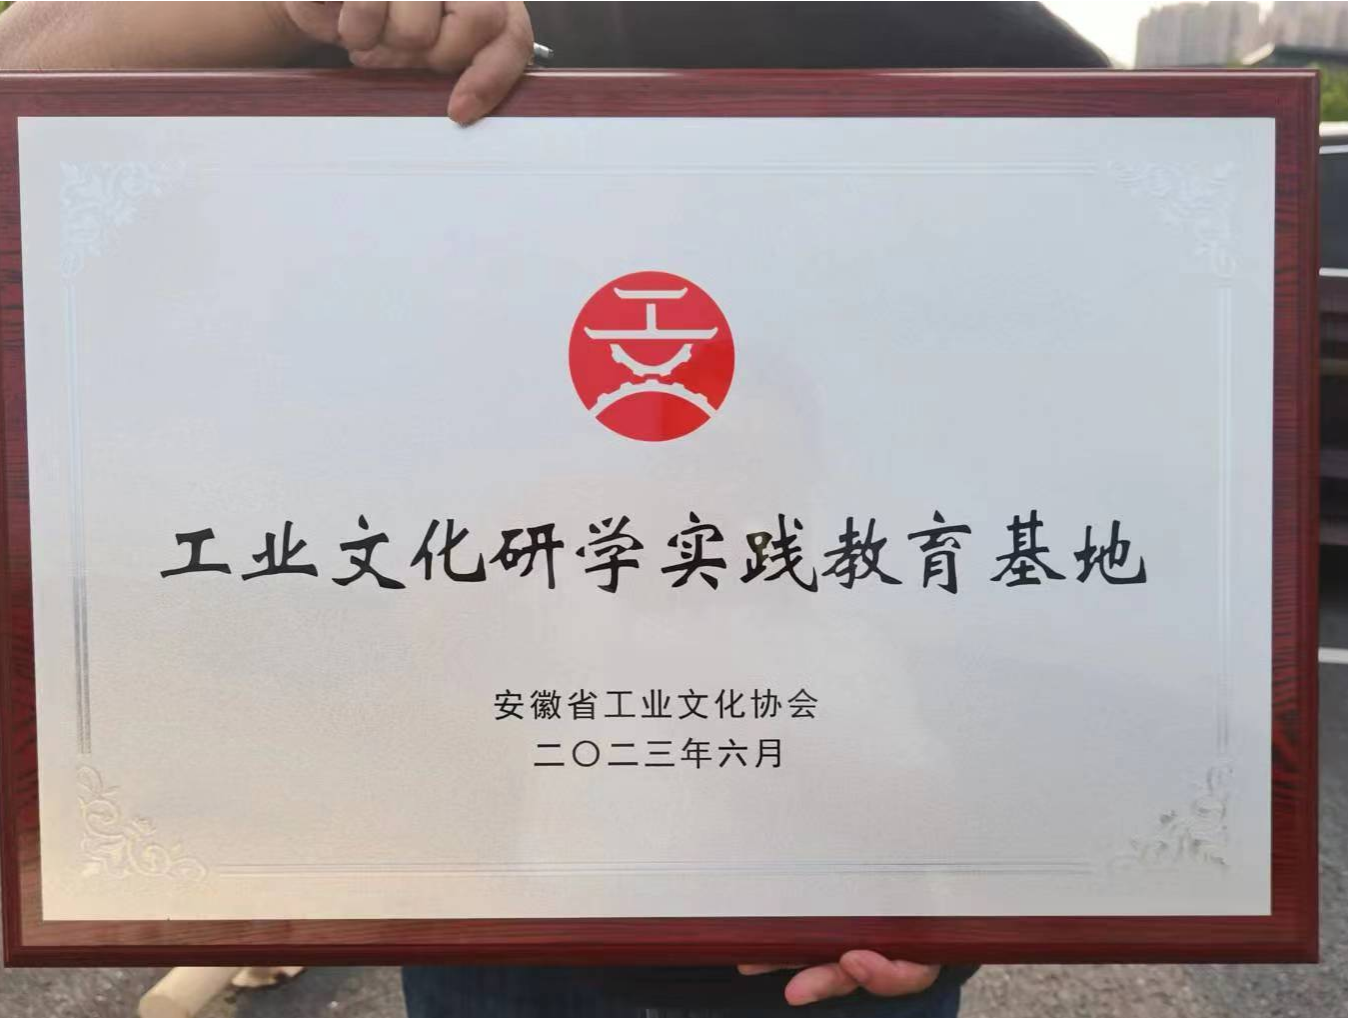 工业文化研学实践教育基地
安徽省工业文化协会
二〇二三年六月